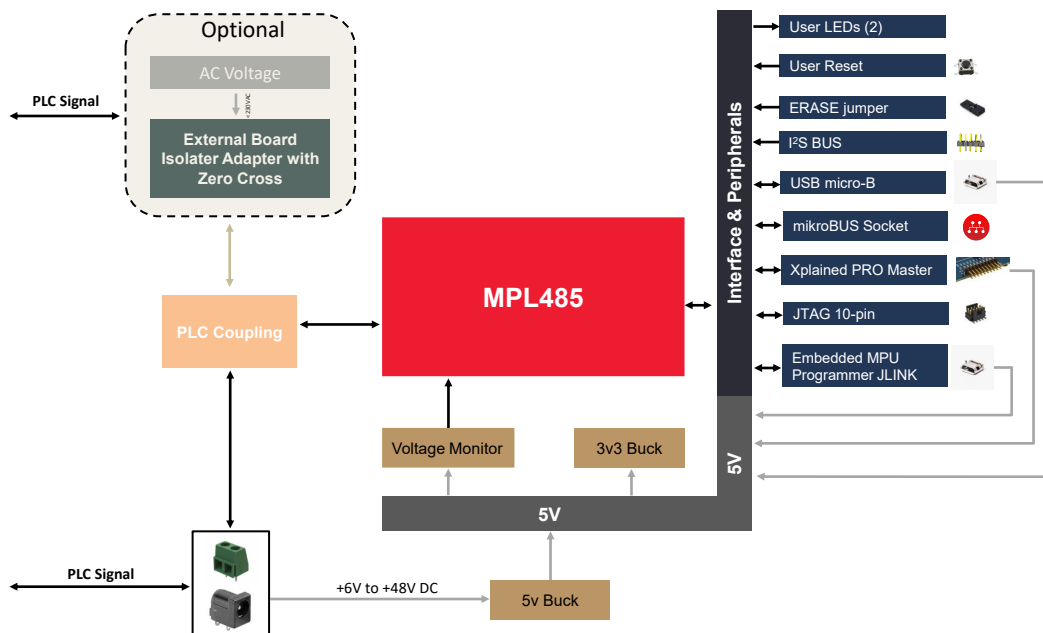 Optional
AC Voltage
<230VAC
PLC Signal
External Board
Isolater Adapter with
Zero Cross
PLC Coupling
MPL485
Interface & Peripherals
User LEDs (2)
User Reset
ERASE jumper
I²S BUS
USB micro-B
mikroBUS Socket
Xplained PRO Master
JTAG 10-pin
Embedded MPU
Programmer JLINK
Voltage Monitor
3v3 Buck
5V
5V
PLC Signal
+6V to +48V DC
5v Buck